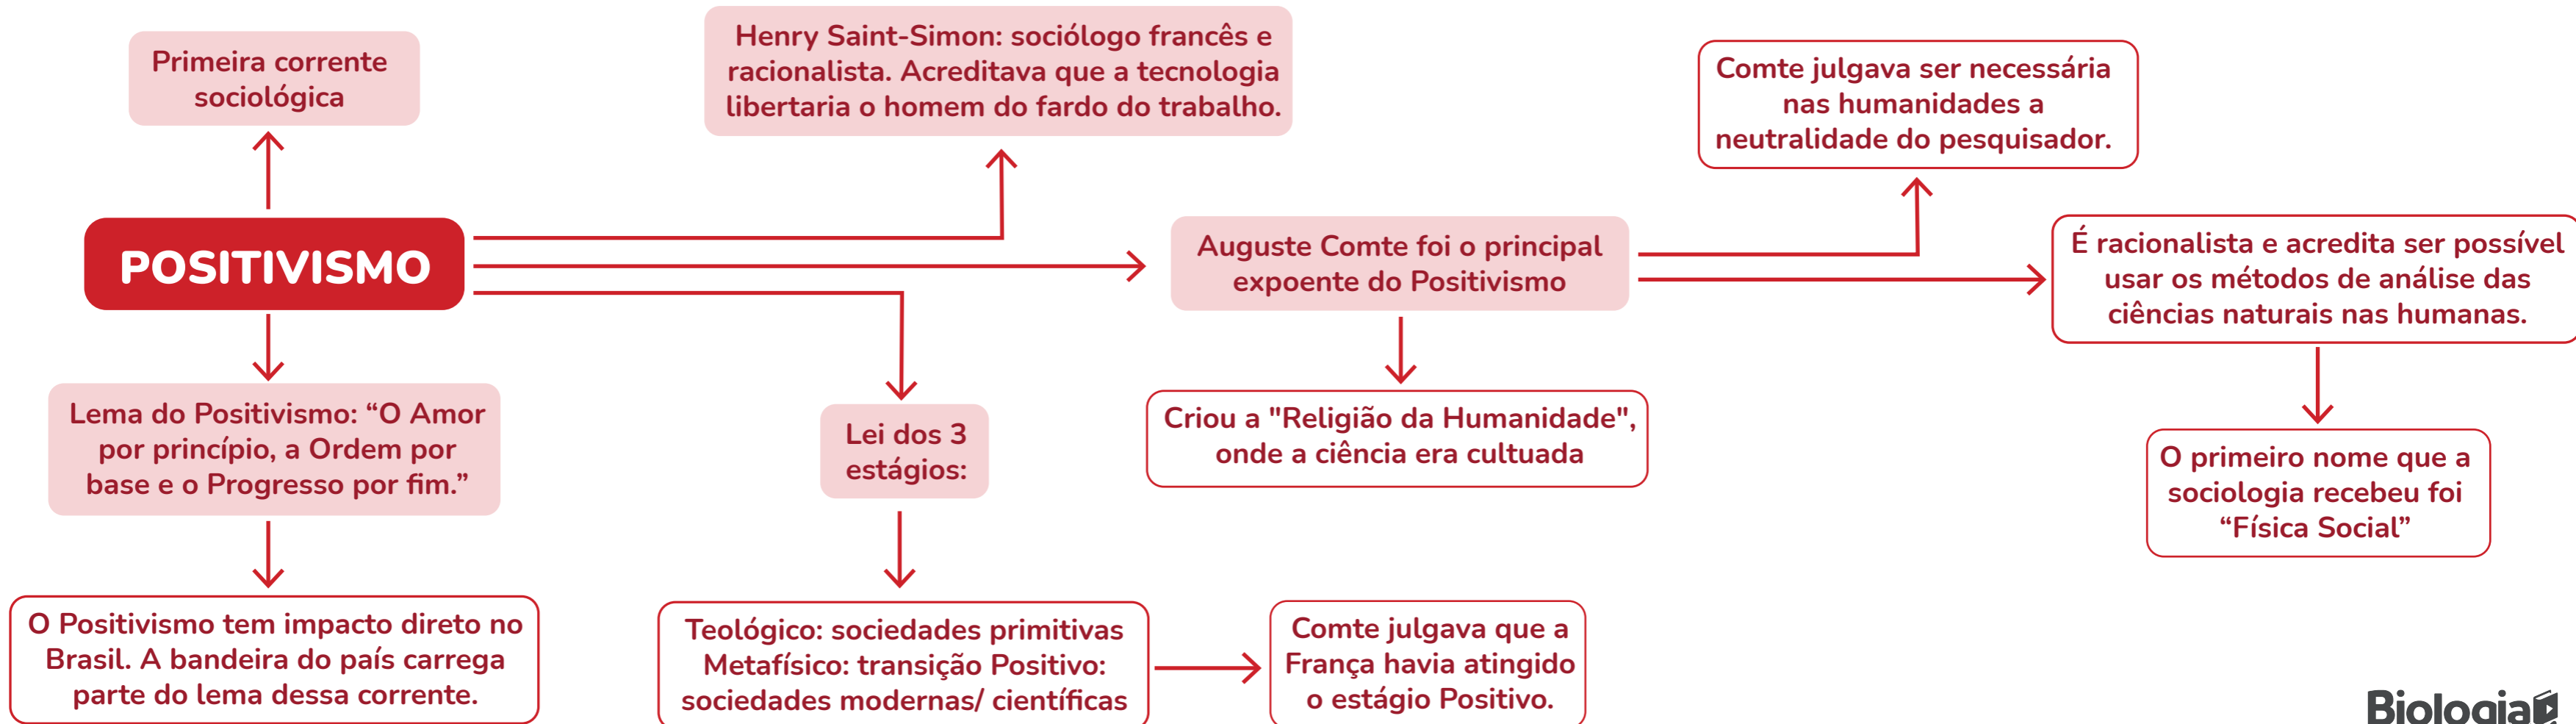 Primeira corrente
sociológica
Henry Saint-Simon: sociólogo francês e
racionalista. Acreditava que a tecnologia
libertaria o homem do fardo do trabalho.
Comte julgava ser necessária
nas humanidades a
neutralidade do pesquisador.
POSITIVISMO
Auguste Comte foi o principal
expoente do Positivismo
É racionalista e acredita ser possível
usar os métodos de análise das
ciências naturais nas humanas.
Lema do Positivismo: “O Amor
por princípio, a Ordem por
base e o Progresso por fim.”
Lei dos 3
estágios:
Criou a "Religião da Humanidade",
onde a ciência era cultuada
O primeiro nome que a
sociologia recebeu foi
“Física Social”
O Positivismo tem impacto direto no
Brasil. A bandeira do país carrega
parte do lema dessa corrente.
Teológico: sociedades primitivas
Metafísico: transição Positivo:
sociedades modernas/ científicas
Comte julgava que a
França havia atingido
o estágio Positivo.
Biologia